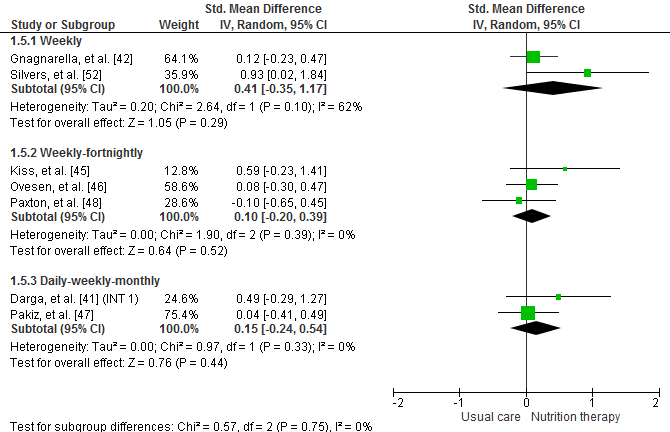 Std. Mean Difference Std. Mean Difference
Study or Subgroup Weight IV, Random, 95% CI IV, Random, 95% CI
1.5.1 Weekly
Gnagnarella, et al. [42] 64.1% 0.12 [-0.23, 0.47]
Silvers, et al. [52] 35.9% 0.93 [0.02, 1.84]
Subtotal (95% CI) 100.0% 0.41 [-0.35, 1.17]
Heterogeneity: Tau² = 0.20; Chi² = 2.64, df = 1 (P = 0.10); I² = 62%
Test for overall effect: Z = 1.05 (P = 0.29)
1.5.2 Weekly-fortnightly
Kiss, et al. [45] 12.8% 0.59 [-0.23, 1.41]
Ovesen, et al. [46] 58.6% 0.08 [-0.30, 0.47]
Paxton, et al. [48] 28.6% -0.10 [-0.65, 0.45]
Subtotal (95% CI) 100.0% 0.10 [-0.20, 0.39]
Heterogeneity: Tau² = 0.00; Chi² = 1.90, df = 2 (P = 0.39); I² = 0%
Test for overall effect: Z = 0.64 (P = 0.52)
1.5.3 Daily-weekly-monthly
Darga, et al. [41] (INT 1) 24.6% 0.49 [-0.29, 1.27]
Pakiz, et al. [47] 75.4% 0.04 [-0.41, 0.49]
Subtotal (95% CI) 100.0% 0.15 [-0.24, 0.54]
Heterogeneity: Tau² = 0.00; Chi² = 0.97, df = 1 (P = 0.33); I² = 0%
Test for overall effect: Z = 0.76 (P = 0.44)
-2 -1 0 1 2
Usual care Nutrition therapy
Test for subgroup differences: Chi² = 0.57, df = 2 (P = 0.75), I² = 0%